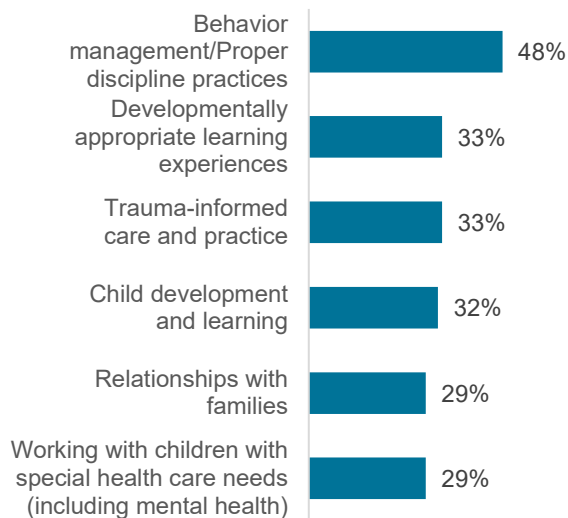 Behavior
management/Proper
discipline practices
48%
Developmentally
appropriate learning
experiences
33%
Trauma-informed
care and practice
33%
Child development
and learning
32%
Relationships with
families
29%
Working with children with
special health care needs
(including mental health)
29%